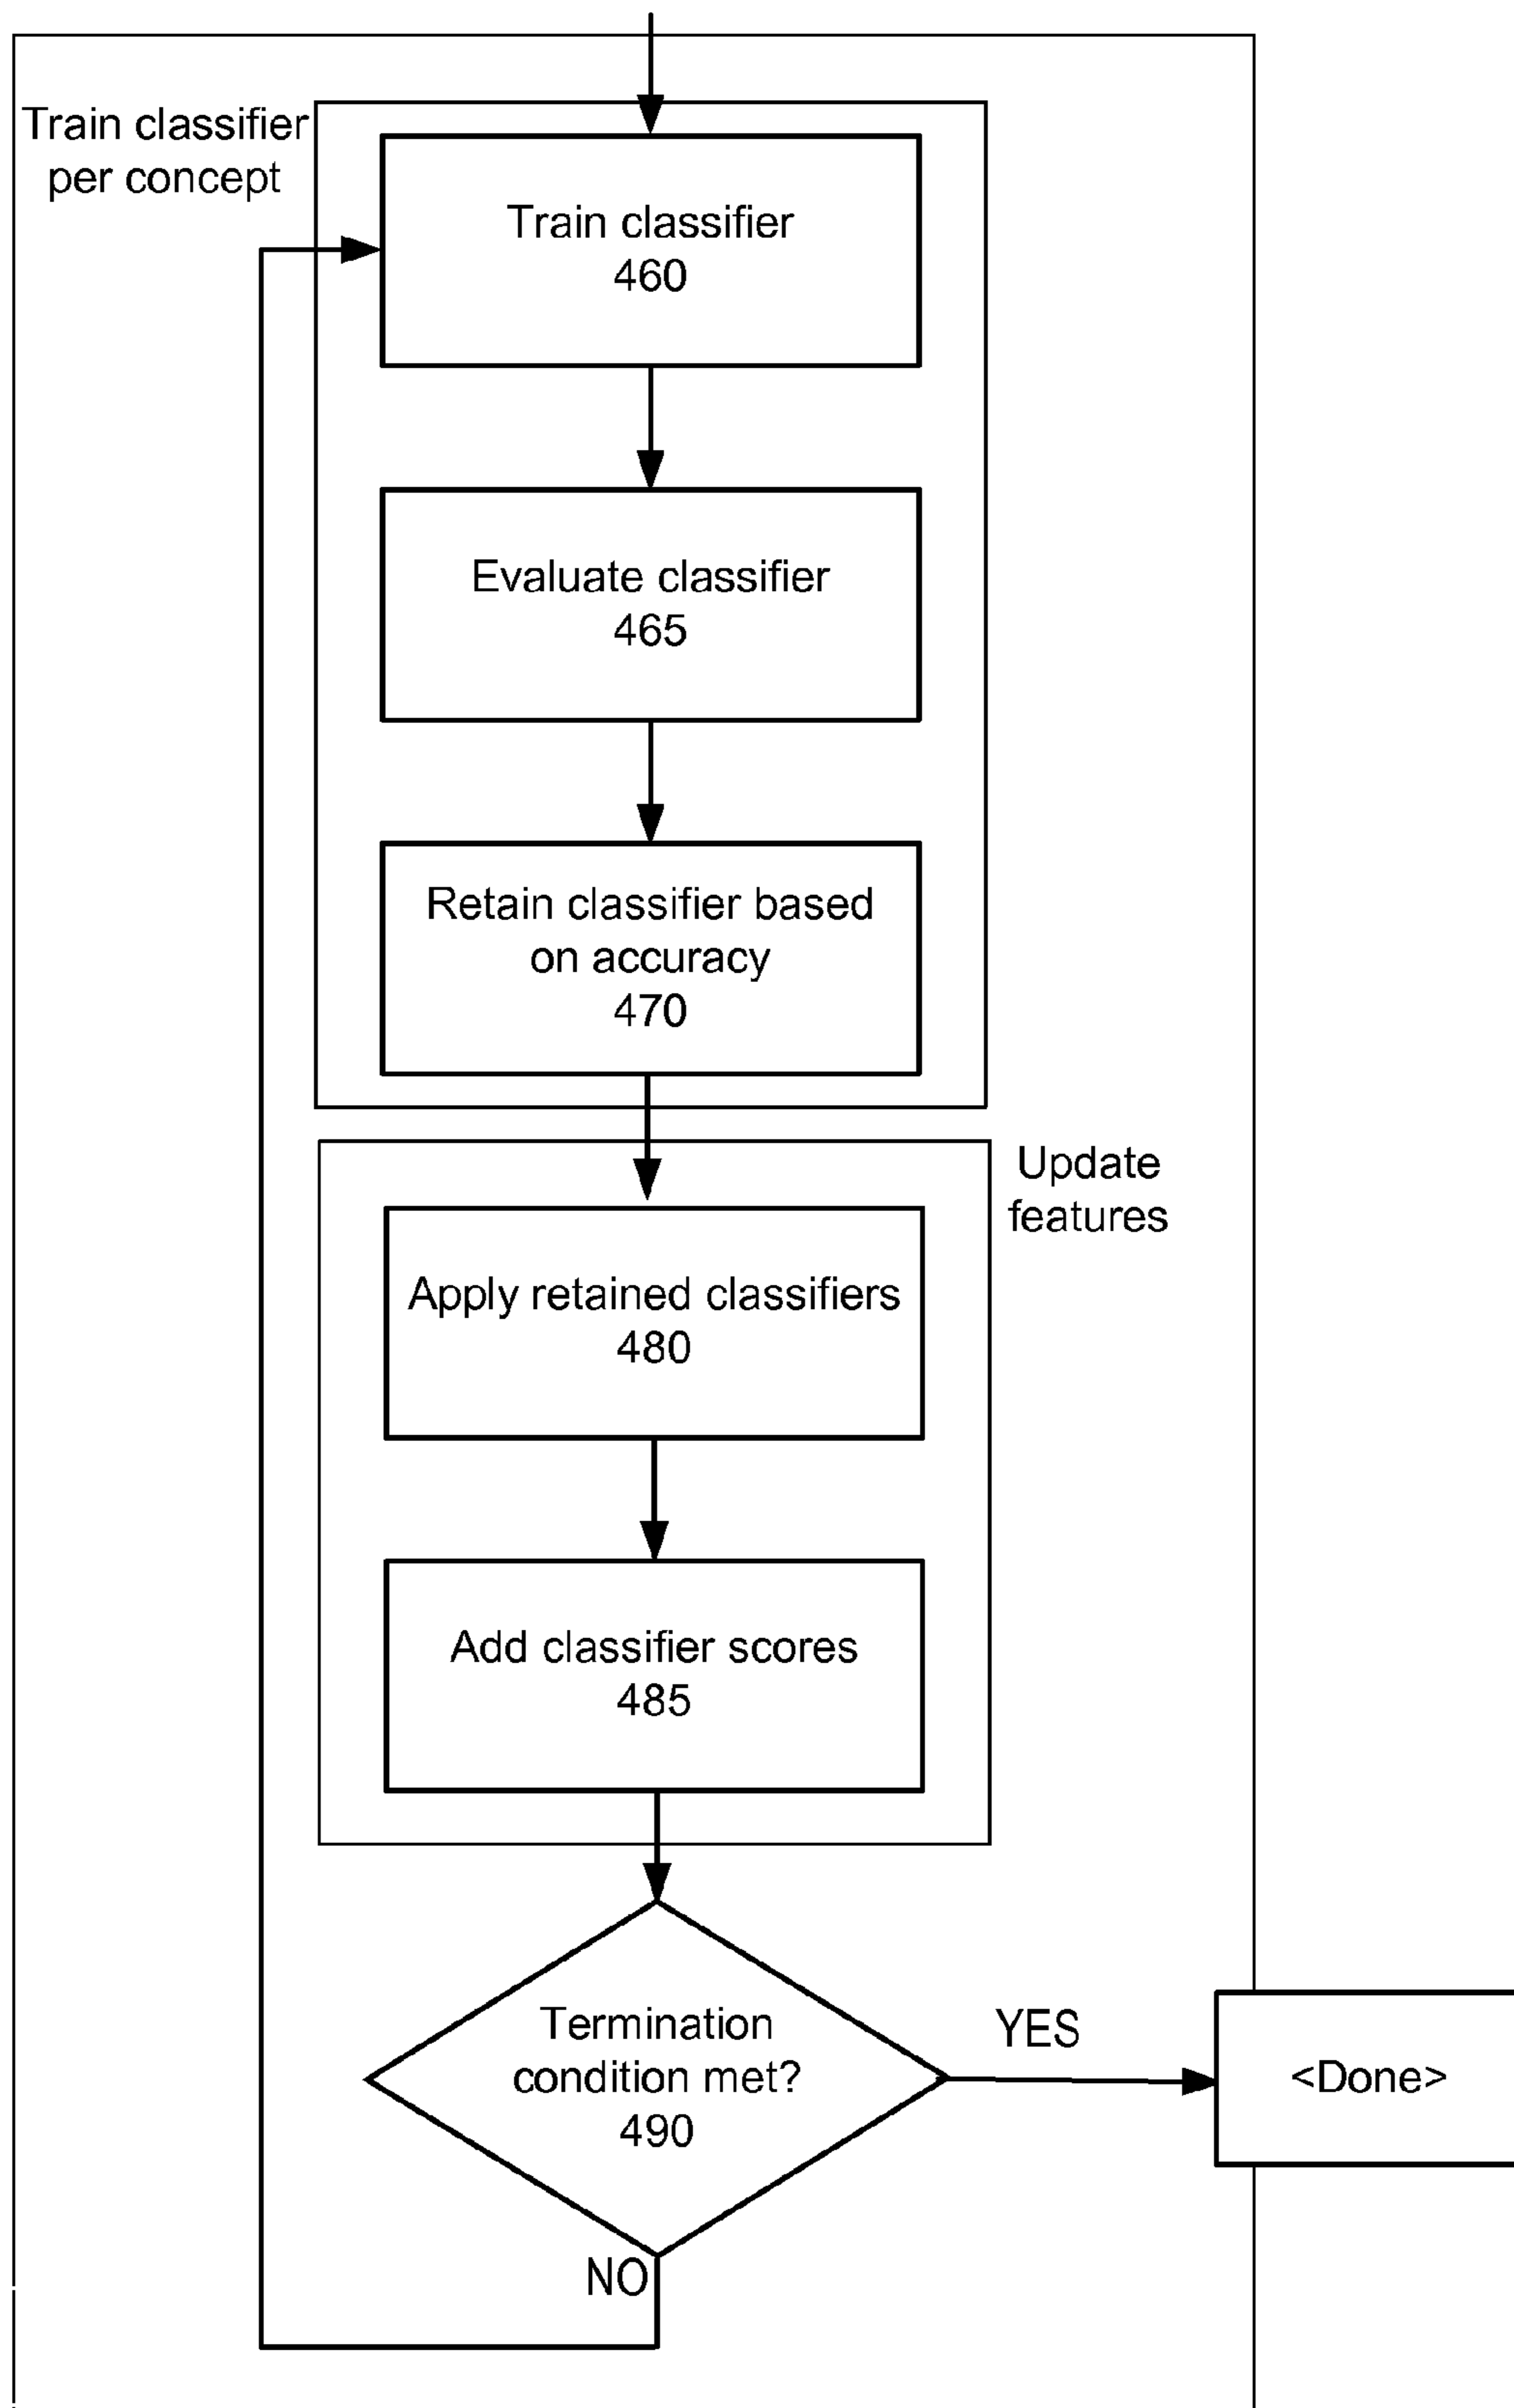 Train classifier
per concept
Train classifier
460
Evaluate classifier
465
Retain classifier based
on accuracy
470
Update
features
Apply retained classifiers
480
Add classifier scores
485
Termination
condition met?
490
YES
<Done>
NO